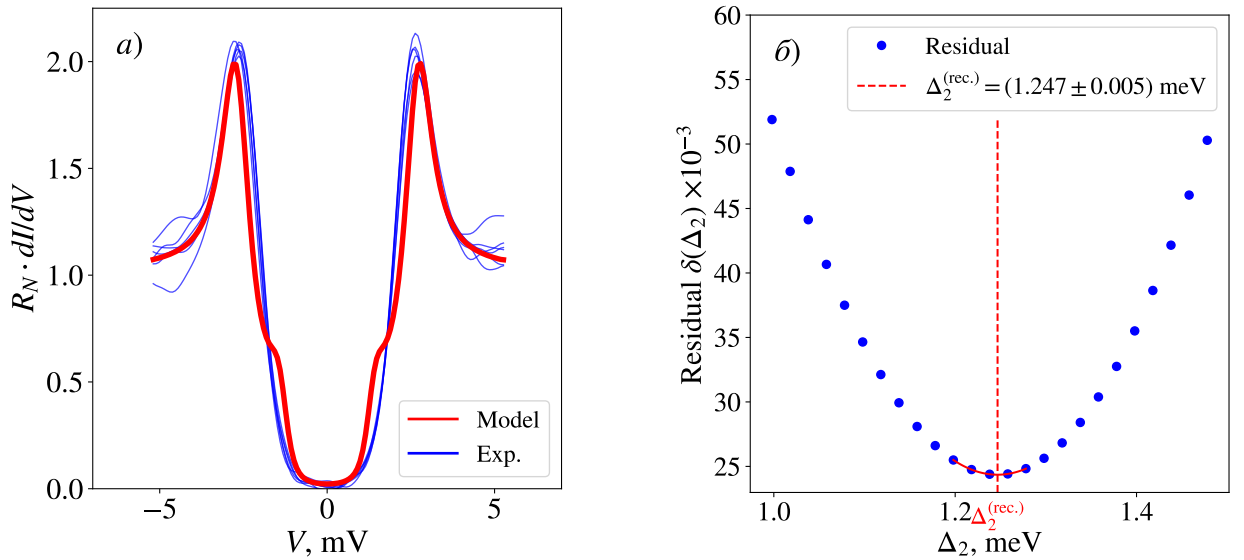 а)
2.0
1.5
1.0
0.5
0.0
R_N · dI/dV
Model
Exp.
−5
0
5
V, mV
б)
Residual
Δ₂^(rec.) = (1.247 ± 0.005) meV
60
55
50
45
40
35
30
25
Residual δ(Δ₂) ×10⁻³
1.0
1.2
1.4
Δ₂^(rec.)
Δ₂, meV